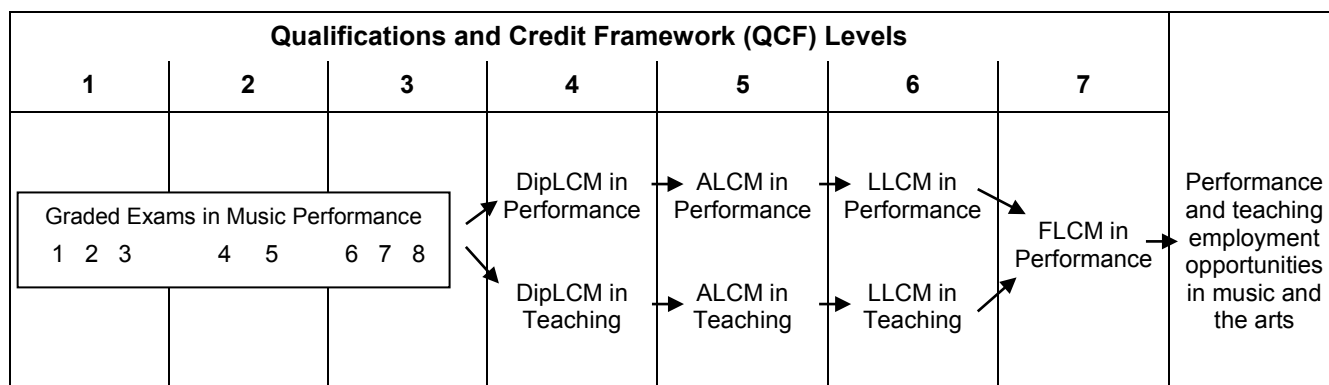 Qualifications and Credit Framework (QCF) Levels
1 2 3 4 5 6 7
Graded Exams in Music Performance
1 2 3 4 5 6 7 8
DipLCM in
Performance
ALCM in
Performance
LLCM in
Performance
DipLCM in
Teaching
ALCM in
Teaching
LLCM in
Teaching
FLCM in
Performance
Performance
and teaching
employment
opportunities
in music and
the arts